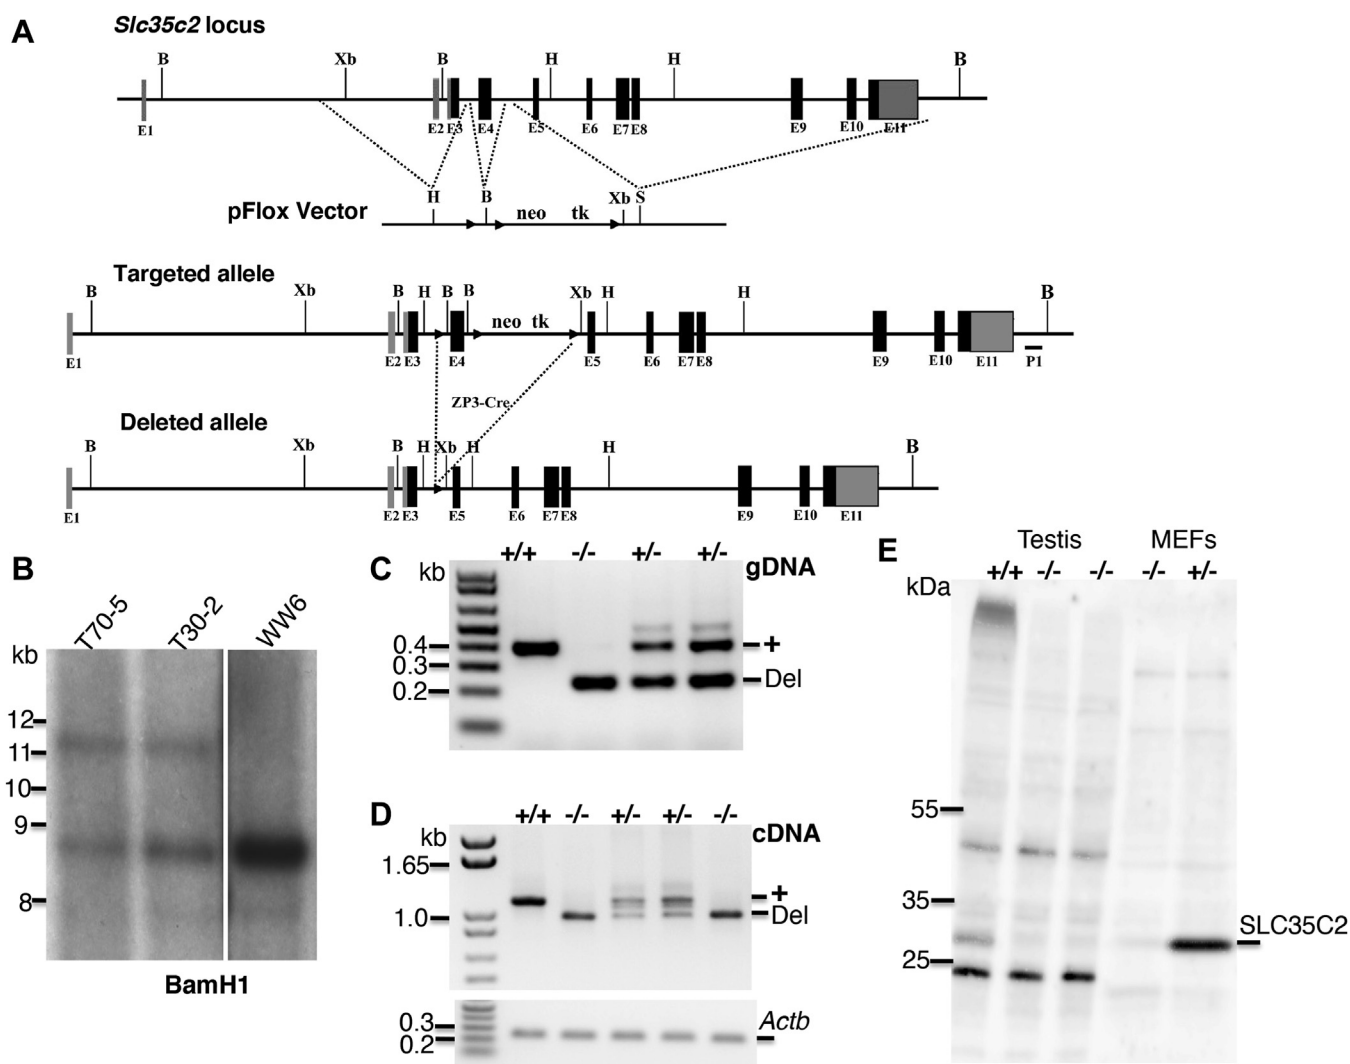 A
Slc35c2 locus
B Xb B H H B
E1 E2 E3 E4 E5 E6 E7 E8 E9 E10 E11
H B Xb S
pFlox Vector
neo tk
Targeted allele
B Xb B H B B Xb H H B
neo tk
E1 E2 E3 E4 E5 E6 E7 E8 E9 E10 E11 P1
ZP3-Cre
Deleted allele
B Xb B H Xb H H B
E1 E2 E3 E5 E6 E7 E8 E9 E10 E11
B
T70-5 T30-2 WW6
kb
12
11
10
9
8
BamH1
C
+/+ -/- +/- +/-
kb gDNA
0.4 +
0.3
0.2 Del
D
+/+ -/- +/- +/- -/-
kb cDNA
1.65
+
1.0 Del
Actb
0.3
0.2
E
Testis MEFs
+/+ -/- -/- -/- +/-
kDa
55
35
SLC35C2
25